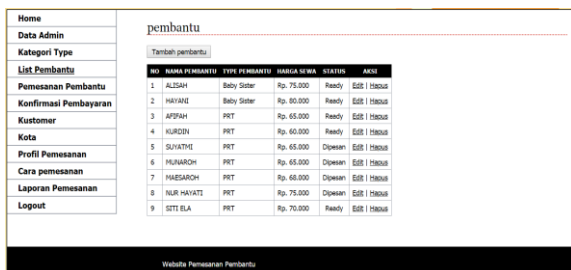 Home
Data Admin
Kategori Type
List Pembantu
Pemesanan Pembantu
Konfirmasi Pembayaran
Kustomer
Kota
Profil Pemesanan
Cara pemesanan
Laporan Pemesanan
Logout
pembantu
Tambah pembantu
NO NAMA PEMBANTU TYPE PEMBANTU HARGA SEWA STATUS AKSI
1 ALISAH Baby Sister Rp. 75.000 Ready Edit | Hapus
2 HAYANI Baby Sister Rp. 80.000 Ready Edit | Hapus
3 AFIFAH PRT Rp. 65.000 Ready Edit | Hapus
4 KURDIN PRT Rp. 60.000 Ready Edit | Hapus
5 SUYATMI PRT Rp. 65.000 Dipesan Edit | Hapus
6 MUNAROH PRT Rp. 65.000 Dipesan Edit | Hapus
7 MAESAROH PRT Rp. 68.000 Dipesan Edit | Hapus
8 NUR HAYATI PRT Rp. 75.000 Dipesan Edit | Hapus
9 SITI ELA PRT Rp. 70.000 Ready Edit | Hapus
Website Pemesanan Pembantu